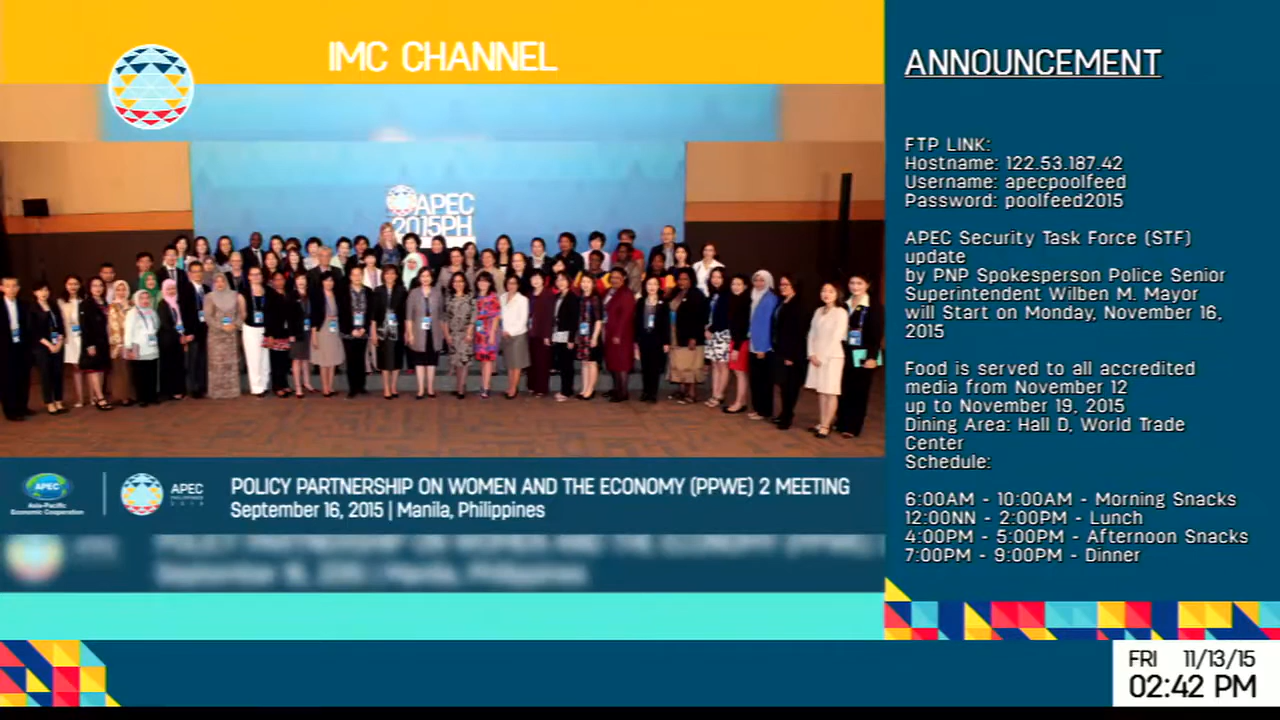 IMC CHANNEL
APEC
2015PH
APEC
Asia-Pacific
Economic Cooperation
APEC
PHILIPPINES
2015
POLICY PARTNERSHIP ON WOMEN AND THE ECONOMY (PPWE) 2 MEETING
September 16, 2015 | Manila, Philippines
ANNOUNCEMENT
FTP LINK:
Hostname: 122.53.187.42
Username: apecpoolfeed
Password: poolfeed2015
APEC Security Task Force (STF)
update
by PNP Spokesperson Police Senior
Superintendent Wilben M. Mayor
will Start on Monday, November 16,
2015
Food is served to all accredited
media from November 12
up to November 19, 2015
Dining Area: Hall D, World Trade
Center
Schedule:
6:00AM - 10:00AM - Morning Snacks
12:00NN - 2:00PM - Lunch
4:00PM - 5:00PM - Afternoon Snacks
7:00PM - 9:00PM - Dinner
FRI 11/13/15
02:42 PM